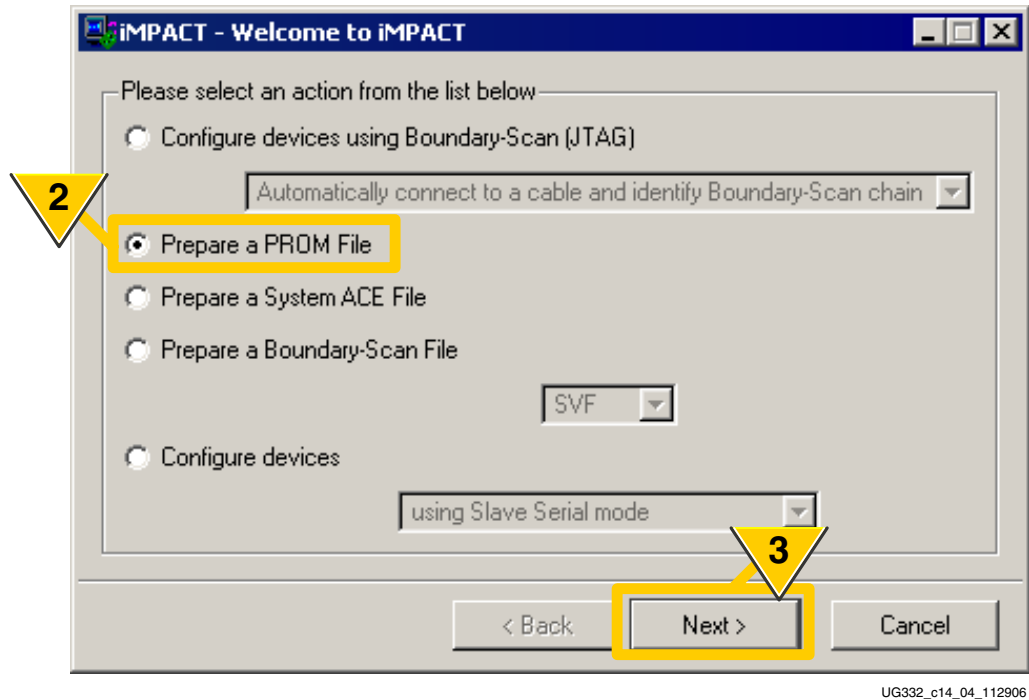 iMPACT - Welcome to iMPACT
Please select an action from the list below
Configure devices using Boundary-Scan (JTAG)
Automatically connect to a cable and identify Boundary-Scan chain
2
Prepare a PROM File
Prepare a System ACE File
Prepare a Boundary-Scan File
SVF
Configure devices
using Slave Serial mode
3
< Back Next > Cancel
UG332_c14_04_112906